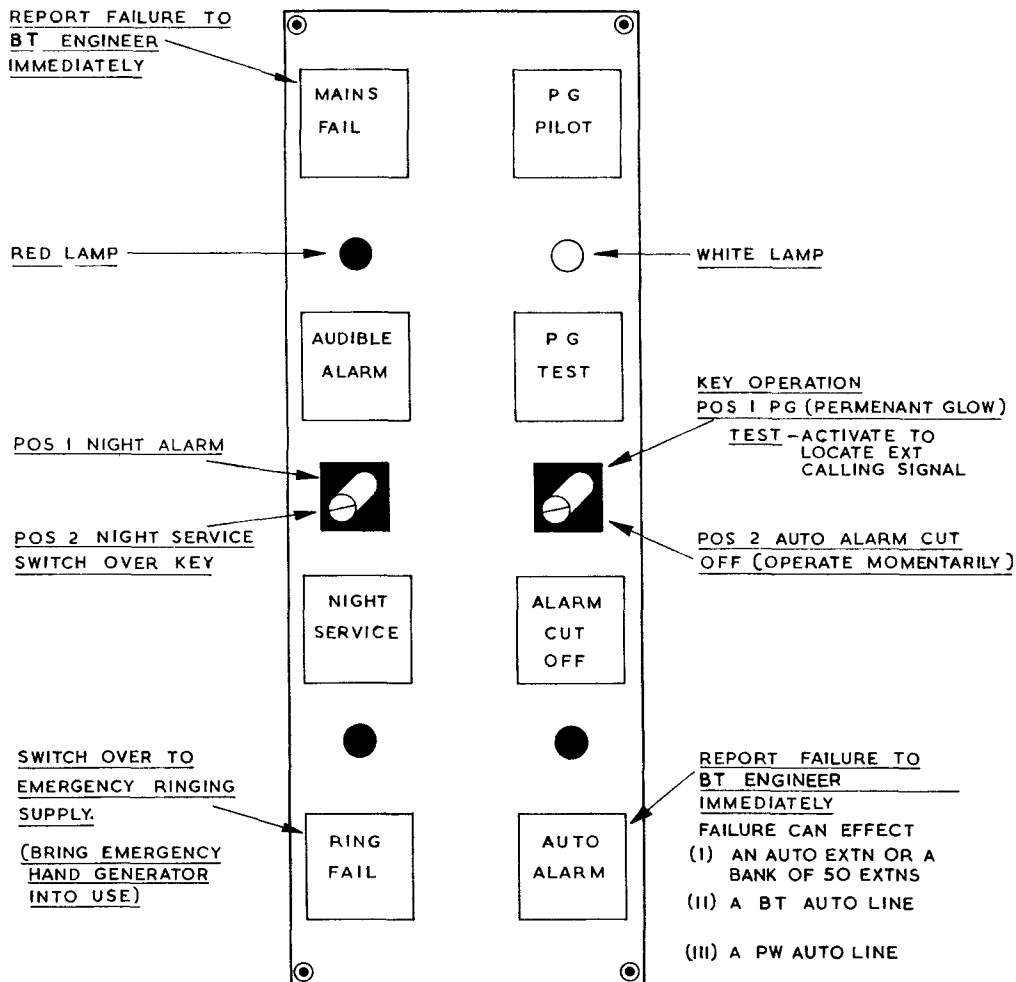 REPORT FAILURE TO
BT ENGINEER
IMMEDIATELY
MAINS
FAIL
P G
PILOT
RED LAMP
WHITE LAMP
AUDIBLE
ALARM
P G
TEST
KEY OPERATION
POS 1 PG (PERMENANT GLOW)
TEST - ACTIVATE TO
LOCATE EXT
CALLING SIGNAL
POS 1 NIGHT ALARM
POS 2 NIGHT SERVICE
SWITCH OVER KEY
POS 2 AUTO ALARM CUT
OFF (OPERATE MOMENTARILY)
NIGHT
SERVICE
ALARM
CUT
OFF
SWITCH OVER TO
EMERGENCY RINGING
SUPPLY.
(BRING EMERGENCY
HAND GENERATOR
INTO USE)
RING
FAIL
AUTO
ALARM
REPORT FAILURE TO
BT ENGINEER
IMMEDIATELY
FAILURE CAN EFFECT
(I) AN AUTO EXTN OR A
BANK OF 50 EXTNS
(II) A BT AUTO LINE
(III) A PW AUTO LINE